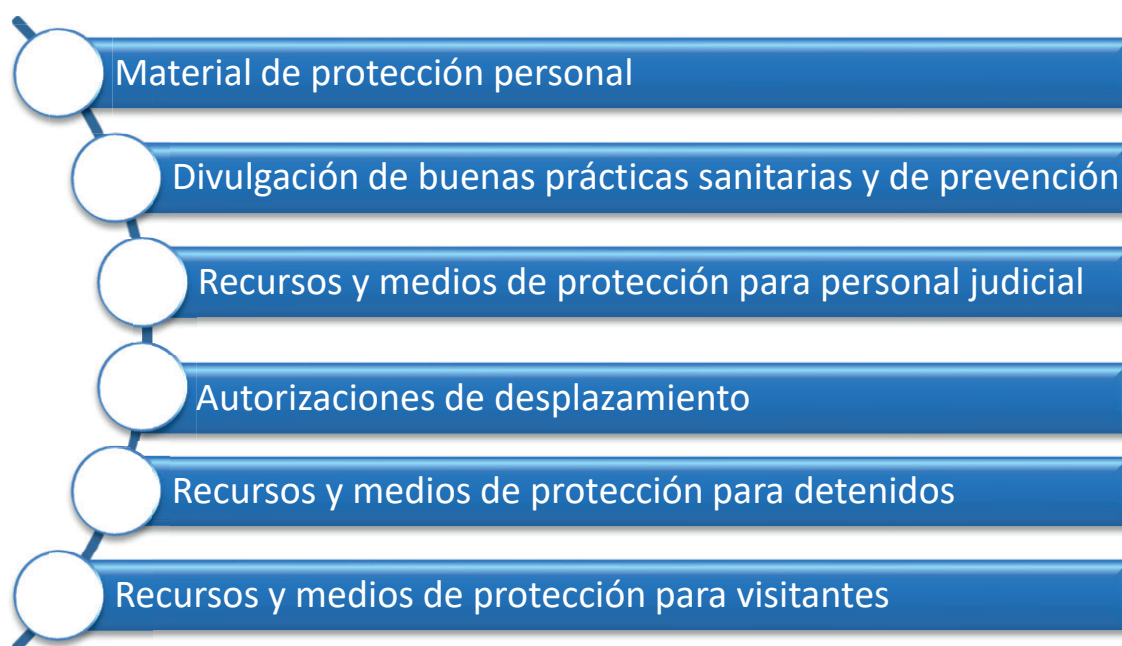 Material de protección personal
Divulgación de buenas prácticas sanitarias y de prevención
Recursos y medios de protección para personal judicial
Autorizaciones de desplazamiento
Recursos y medios de protección para detenidos
Recursos y medios de protección para visitantes